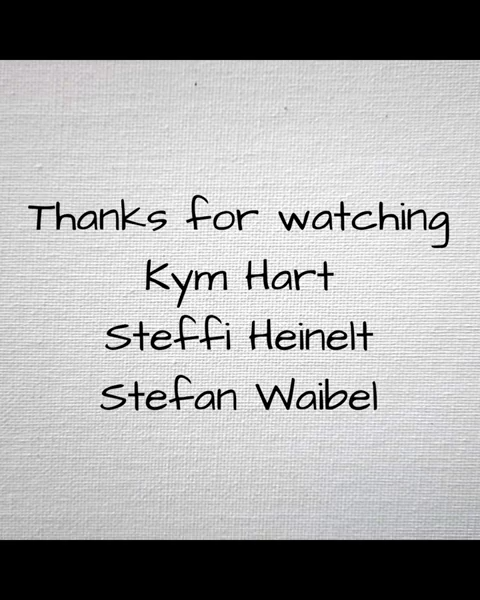 Thanks for watching
Kym Hart
Steffi Heinelt
Stefan Waibel